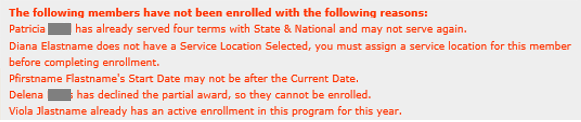 The following members have not been enrolled with the following reasons:
Patricia has already served four terms with State & National and may not serve again.
Diana Elastname does not have a Service Location Selected, you must assign a service location for this member
before completing enrollment.
Pfirstname Flastname's Start Date may not be after the Current Date.
Delena has declined the partial award, so they cannot be enrolled.
Viola Jlastname already has an active enrollment in this program for this year.